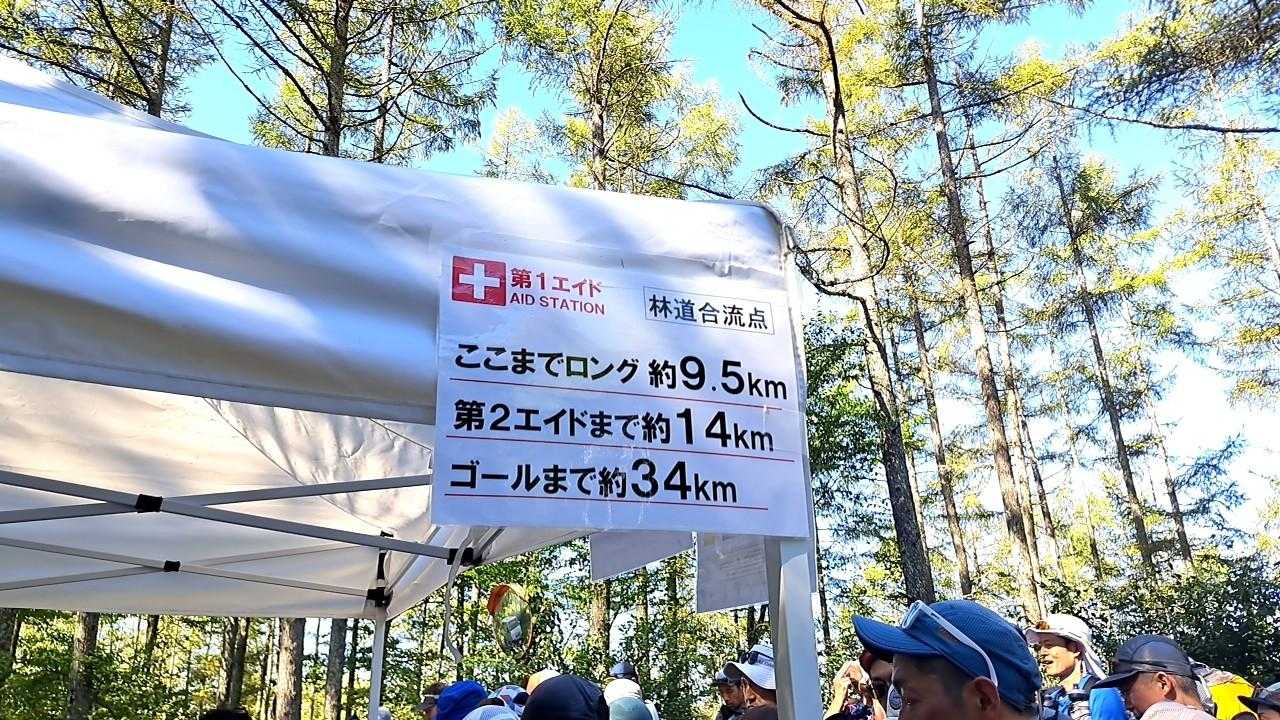 第1エイド
AID STATION
林道合流点
ここまでロング 約9.5km
第2エイドまで約14km
ゴールまで約34km